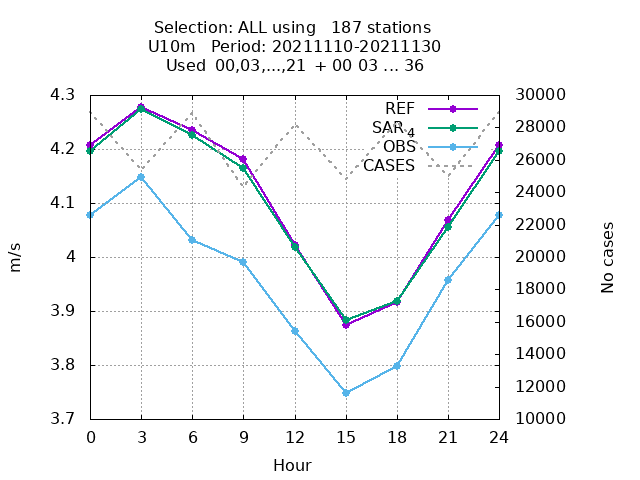 Selection: ALL using   187 stations
U10m   Period: 20211110-20211130
Used  00,03,...,21  + 00 03 ... 36
4.3
4.2
4.1
4
3.9
3.8
3.7
m/s
30000
28000
26000
24000
22000
20000
18000
16000
14000
12000
10000
No cases
REF
SAR_4
OBS
CASES
0
3
6
9
12
15
18
21
24
Hour